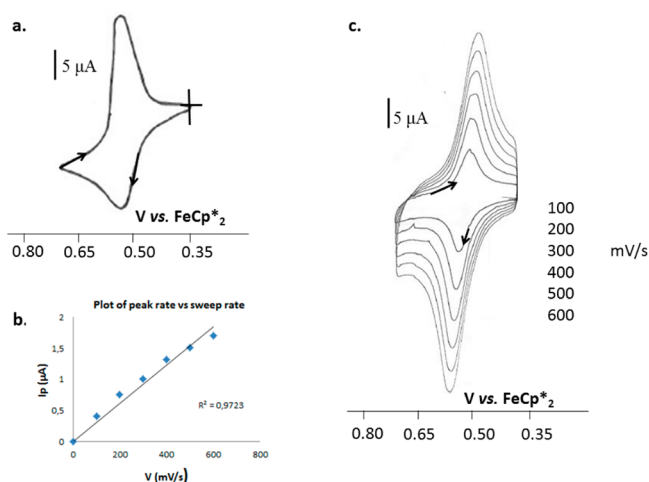 a.
5 µA
V vs. FeCp*2
0.80 0.65 0.50 0.35
b.
Plot of peak rate vs sweep rate
Ip (µA)
2
1,5
1
0,5
0
R² = 0,9723
0 200 400 600 800
V (mV/s)
c.
5 µA
100
200
300 mV/s
400
500
600
V vs. FeCp*2
0.80 0.65 0.50 0.35